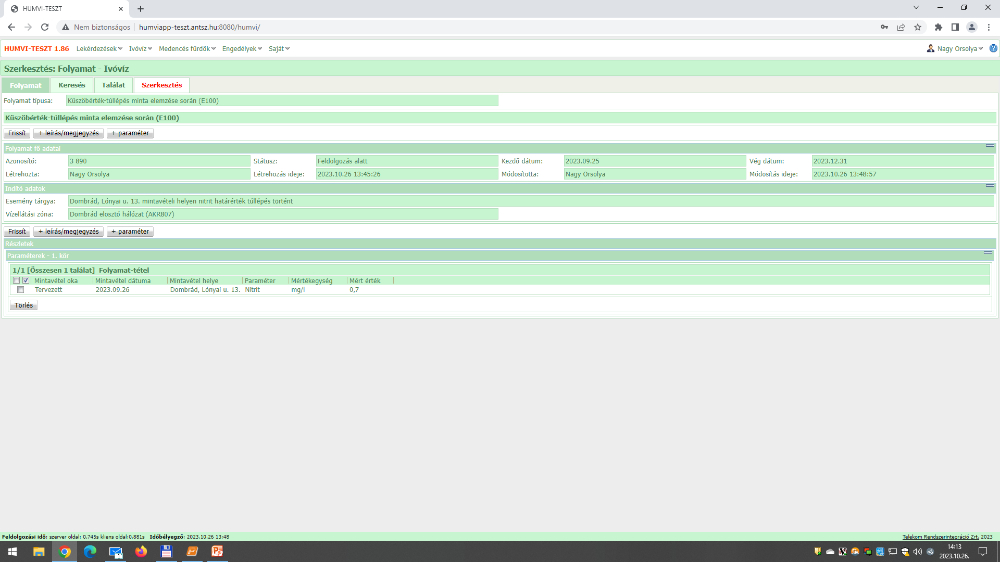 HUMVI-TESZT
Nem biztonságos humviapp-teszt.antsz.hu:8080/humvi/
HUMVI-TESZT 1.86 Lekérdezések Ivóvíz Medencés fürdők Engedélyek Saját Nagy Orsolya ?
Szerkesztés: Folyamat - Ivóvíz
Folyamat Keresés Találat Szerkesztés
Folyamat típusa: Küszöbérték-túllépés minta elemzése során (E100)
Küszöbérték-túllépés minta elemzése során (E100)
Frissít + leírás/megjegyzés + paraméter
Folyamat fő adatai
Azonosító: 3 890 Státusz: Feldolgozás alatt Kezdő dátum: 2023.09.25 Vég dátum: 2023.12.31
Létrehozta: Nagy Orsolya Létrehozás ideje: 2023.10.26 13:45:26 Módosította: Nagy Orsolya Módosítás ideje: 2023.10.26 13:48:57
Indító adatok
Esemény tárgya: Dombrád, Lónyai u. 13. mintavételi helyen nitrit határérték túllépés történt
Vízellátási zóna: Dombrád elosztó hálózat (AKR807)
Frissít + leírás/megjegyzés + paraméter
Részletek
Paraméterek - 1. kör
1/1 [Összesen 1 találat] Folyamat-tétel
Mintavétel oka Mintavétel dátuma Mintavétel helye Paraméter Mértékegység Mért érték
Tervezett 2023.09.26 Dombrád, Lónyai u. 13. Nitrit mg/l 0,7
Törlés
Feldolgozási idő: szerver oldal: 0,745s kliens oldal:0,881s Időbélyegző: 2023.10.26 13:48 Telekom Rendszerintegráció Zrt. 2023
1
14:13
2023.10.26.